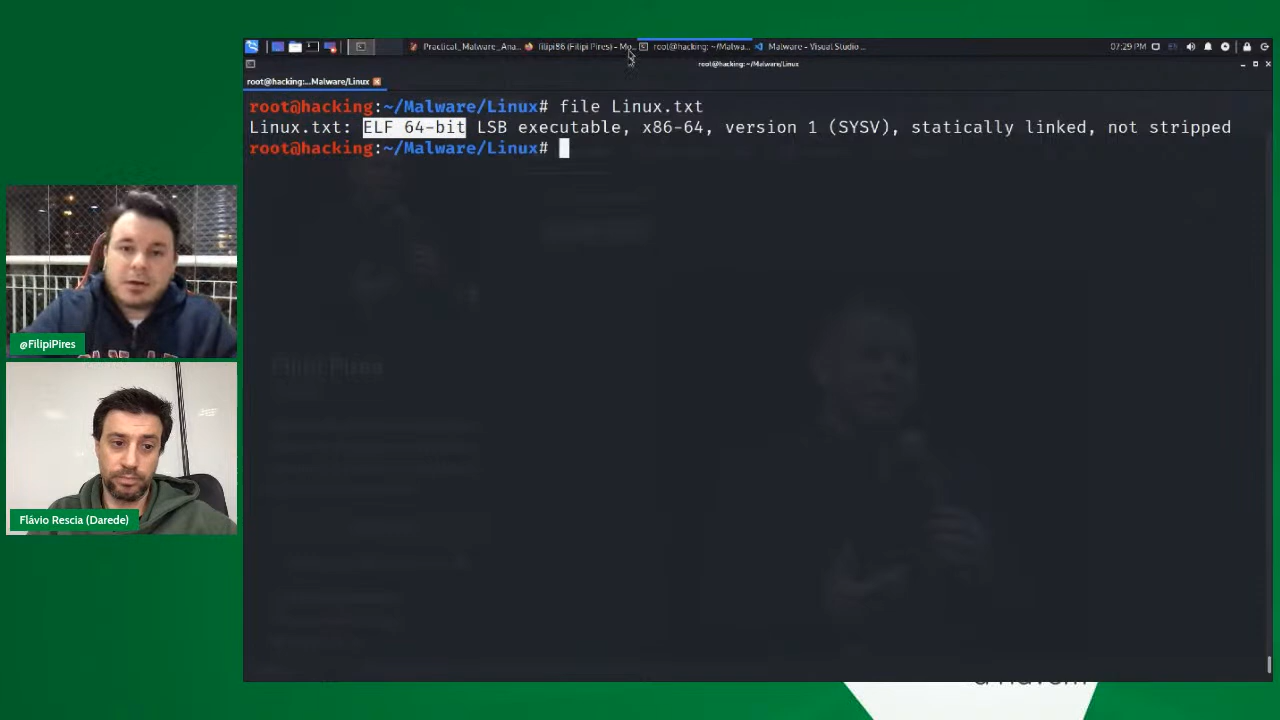 Practical_Malware_Ana...
filipi86 (Filipi Pires) – Mo...
root@hacking: ~/Malwa...
Malware - Visual Studio ...
07:29 PM
root@hacking: ~/Malware/Linux
root@hacking:...Malware/Linux
root@hacking:~/Malware/Linux# file Linux.txt
Linux.txt: ELF 64-bit LSB executable, x86-64, version 1 (SYSV), statically linked, not stripped
root@hacking:~/Malware/Linux#
@FilipiPires
Flávio Rescia (Darede)